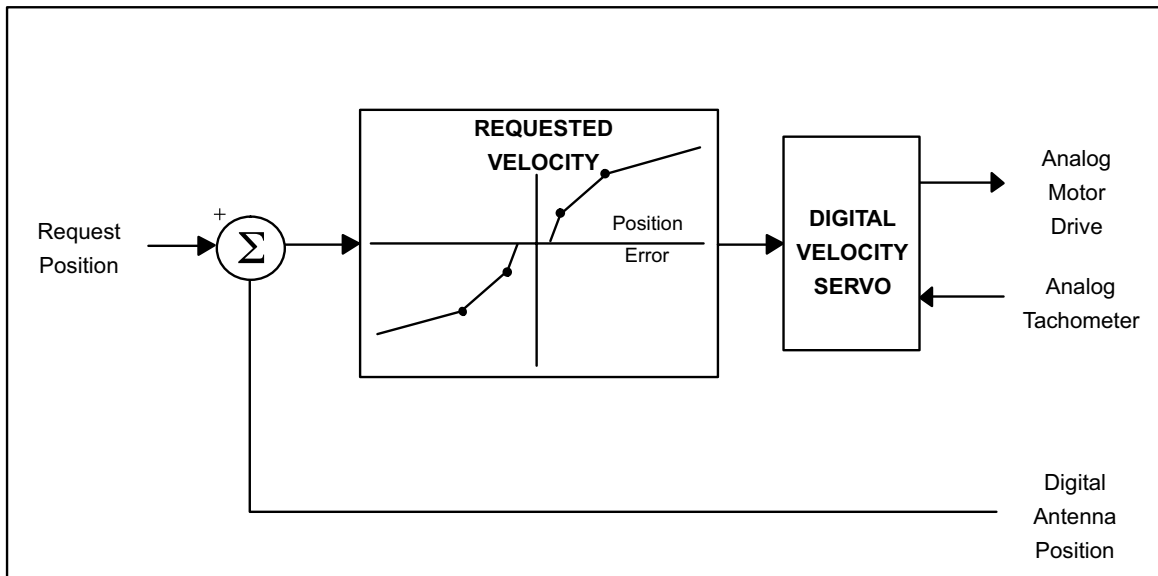 REQUESTED
VELOCITY
Request
Position
+
Σ
Position
Error
DIGITAL
VELOCITY
SERVO
Analog
Motor
Drive
Analog
Tachometer
Digital
Antenna
Position